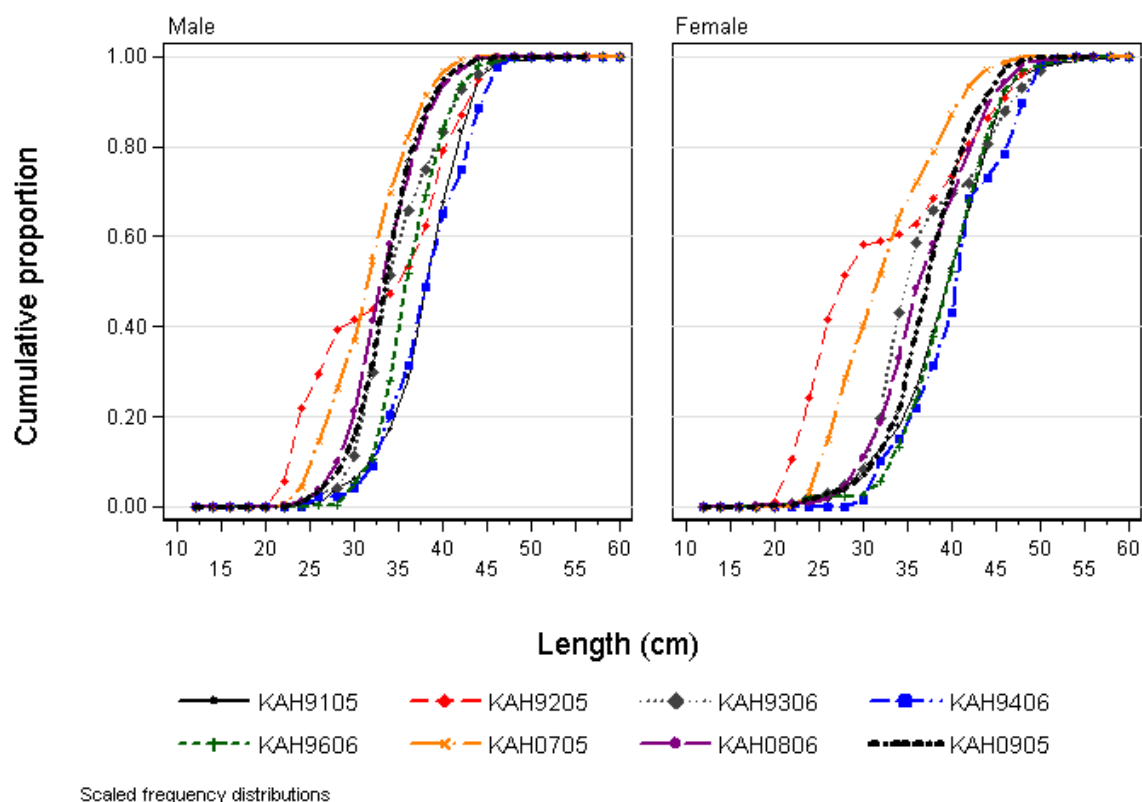 Male
Female
Cumulative proportion
1.00
0.80
0.60
0.40
0.20
0.00
10 20 30 40 50 60 10 20 30 40 50 60
15 25 35 45 55 15 25 35 45 55
Length (cm)
KAH9105 KAH9205 KAH9306 KAH9406
KAH9606 KAH0705 KAH0806 KAH0905
Scaled frequency distributions